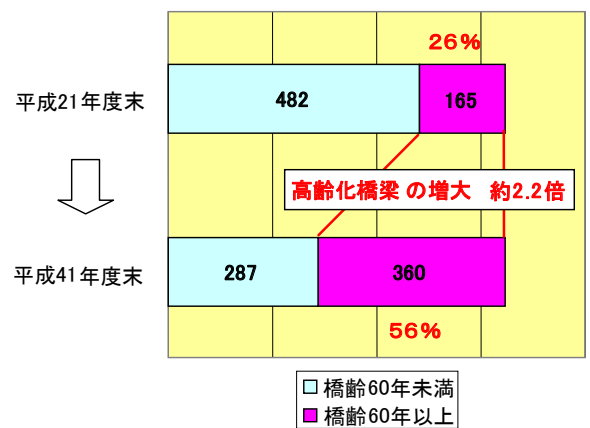 26%
平成21年度末
482
165
高齢化橋梁の増大 約2.2倍
平成41年度末
287
360
56%
橋齢60年未満
橋齢60年以上